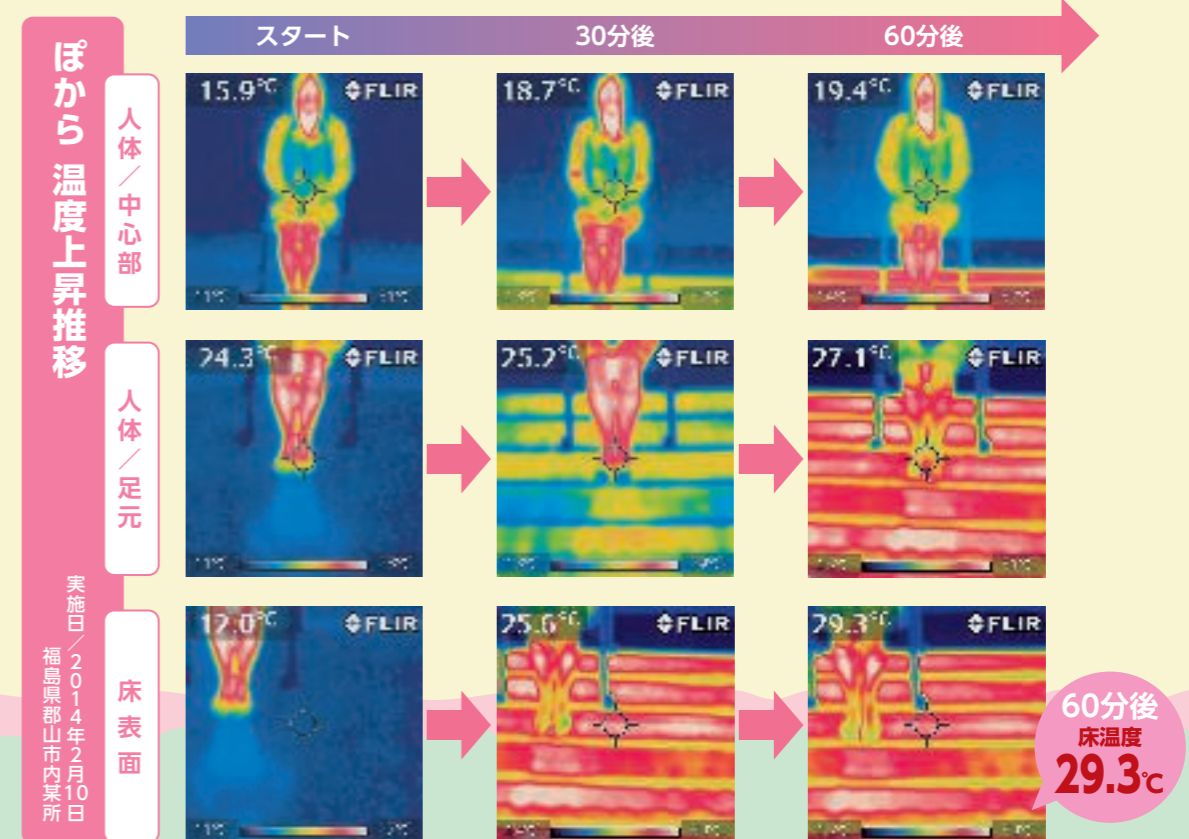 スタート
30分後
60分後
ぽから 温度上昇推移
実施日／2014年2月10日
福島県郡山市内某所
人体／中心部
15.9℃
FLIR
18.7℃
FLIR
19.4℃
FLIR
人体／足元
24.3℃
FLIR
25.2℃
FLIR
27.1℃
FLIR
床表面
12.0℃
FLIR
25.6℃
FLIR
29.3℃
FLIR
60分後
床温度
29.3℃